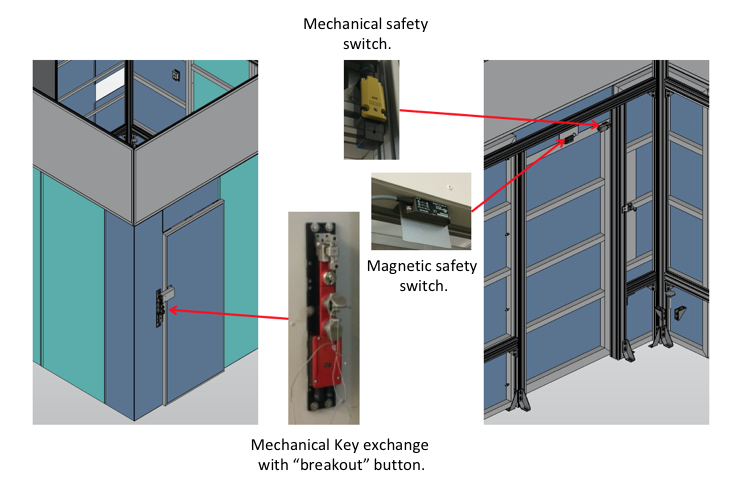 Mechanical safety
switch.
Magnetic safety
switch.
Mechanical Key exchange
with “breakout” button.